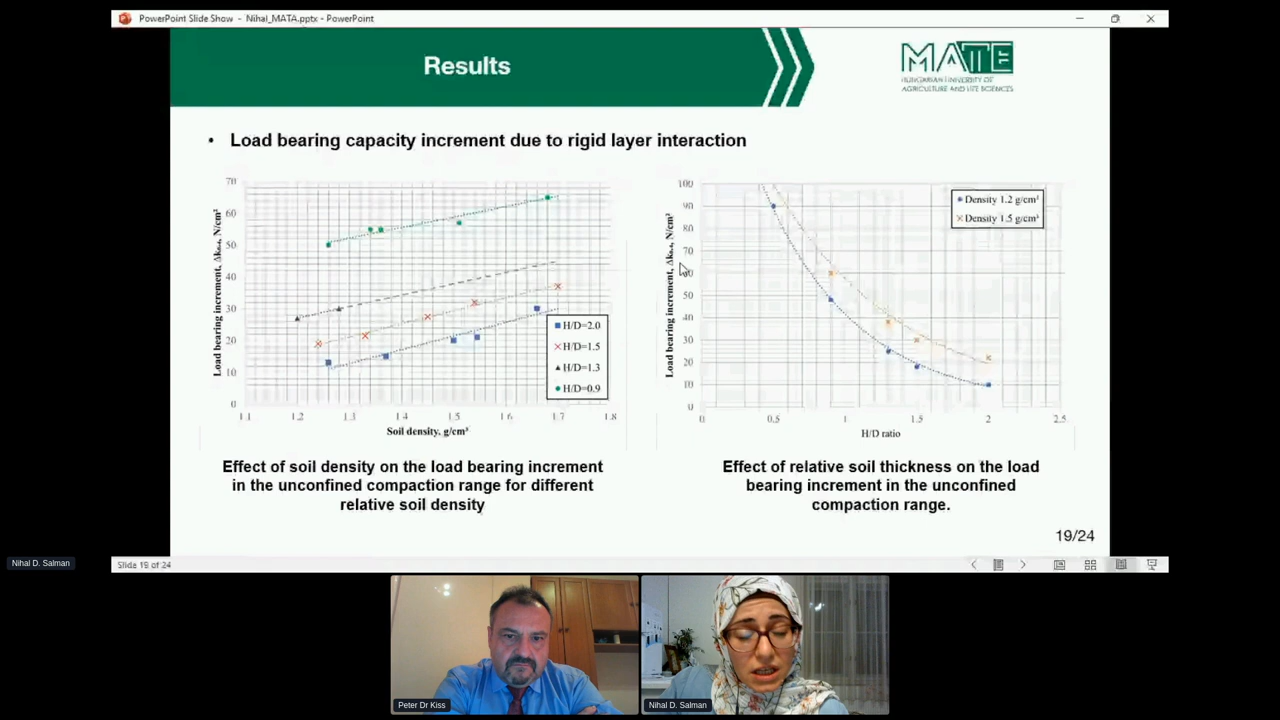 PowerPoint Slide Show - Nihal_MATA.pptx - PowerPoint
Results
MATE
HUNGARIAN UNIVERSITY OF
AGRICULTURE AND LIFE SCIENCES
• Load bearing capacity increment due to rigid layer interaction
Load bearing increment, N/cm²
70
60
50
40
30
20
10
0
1.1 1.2 1.3 1.4 1.5 1.6 1.7 1.8
Soil density, g/cm³
H/D=2.0
H/D=1.5
H/D=1.3
H/D=0.9
Effect of soil density on the load bearing increment
in the unconfined compaction range for different
relative soil density
Load bearing increment, N/cm²
100
90
80
70
60
50
40
30
20
10
0
0 0.5 1 1.5 2 2.5
H/D ratio
Density 1.2 g/cm³
Density 1.5 g/cm³
Effect of relative soil thickness on the load
bearing increment in the unconfined
compaction range.
19/24
Nihal D. Salman
Slide 19 of 24
Peter Dr Kiss
Nihal D. Salman